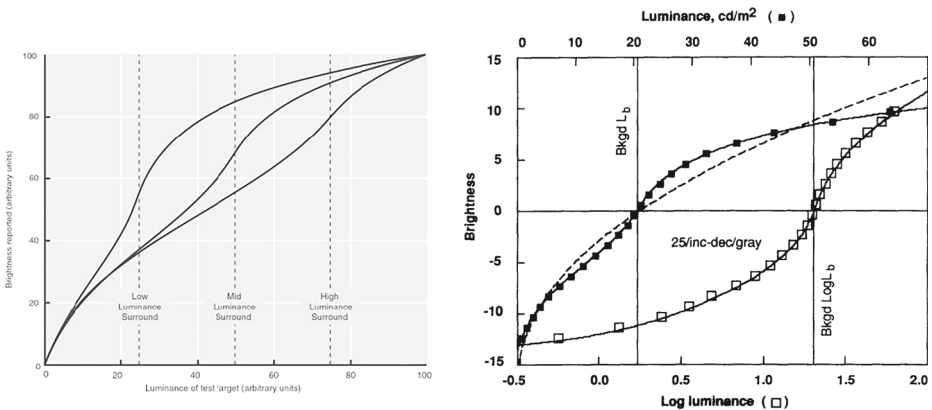 100
80
60
40
20
0
Brightness reported (arbitrary units)
Low
Luminance
Surround
Mid
Luminance
Surround
High
Luminance
Surround
0 20 40 60 80 100
Luminance of test target (arbitrary units)
Luminance, cd/m2 ( ■ )
0 10 20 30 40 50 60
15
10
5
0
-5
-10
-15
Brightness
Bkgd Lb
25/inc-dec/gray
Bkgd LogLb
-0.5 0.0 0.5 1.0 1.5 2.0
Log luminance ( □ )